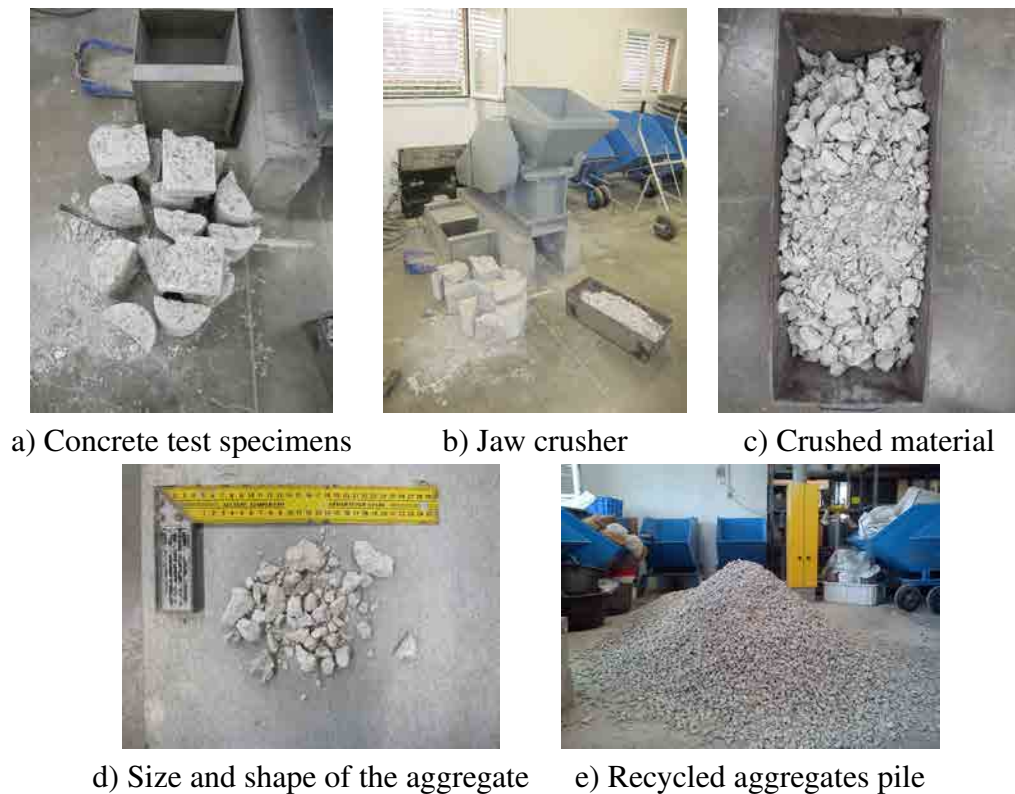 a) Concrete test specimens
b) Jaw crusher
c) Crushed material
d) Size and shape of the aggregate
e) Recycled aggregates pile